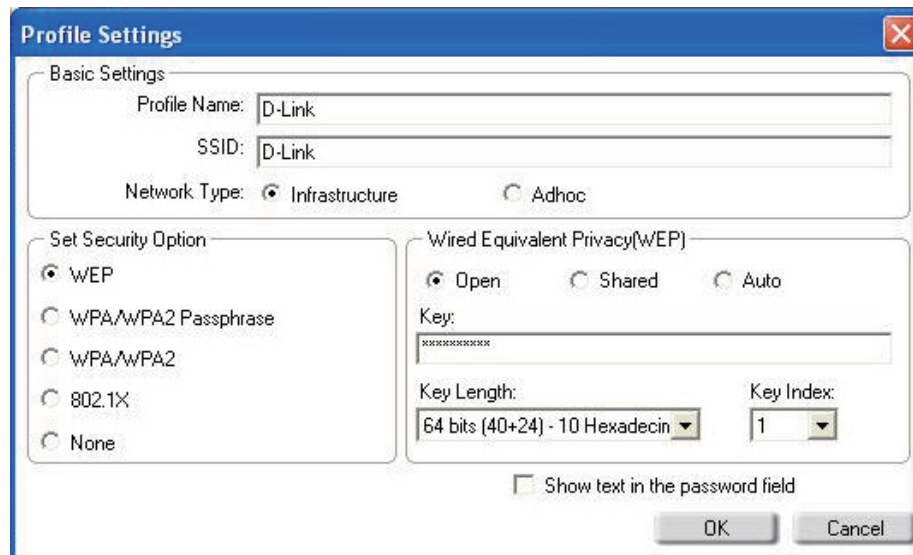 Profile Settings
Basic Settings
Profile Name: D-Link
SSID: D-Link
Network Type: Infrastructure Adhoc
Set Security Option
WEP
WPA/WPA2 Passphrase
WPA/WPA2
802.1X
None
Wired Equivalent Privacy(WEP)
Open Shared Auto
Key:
**********
Key Length: Key Index:
64 bits (40+24) - 10 Hexadecin 1
Show text in the password field
OK Cancel